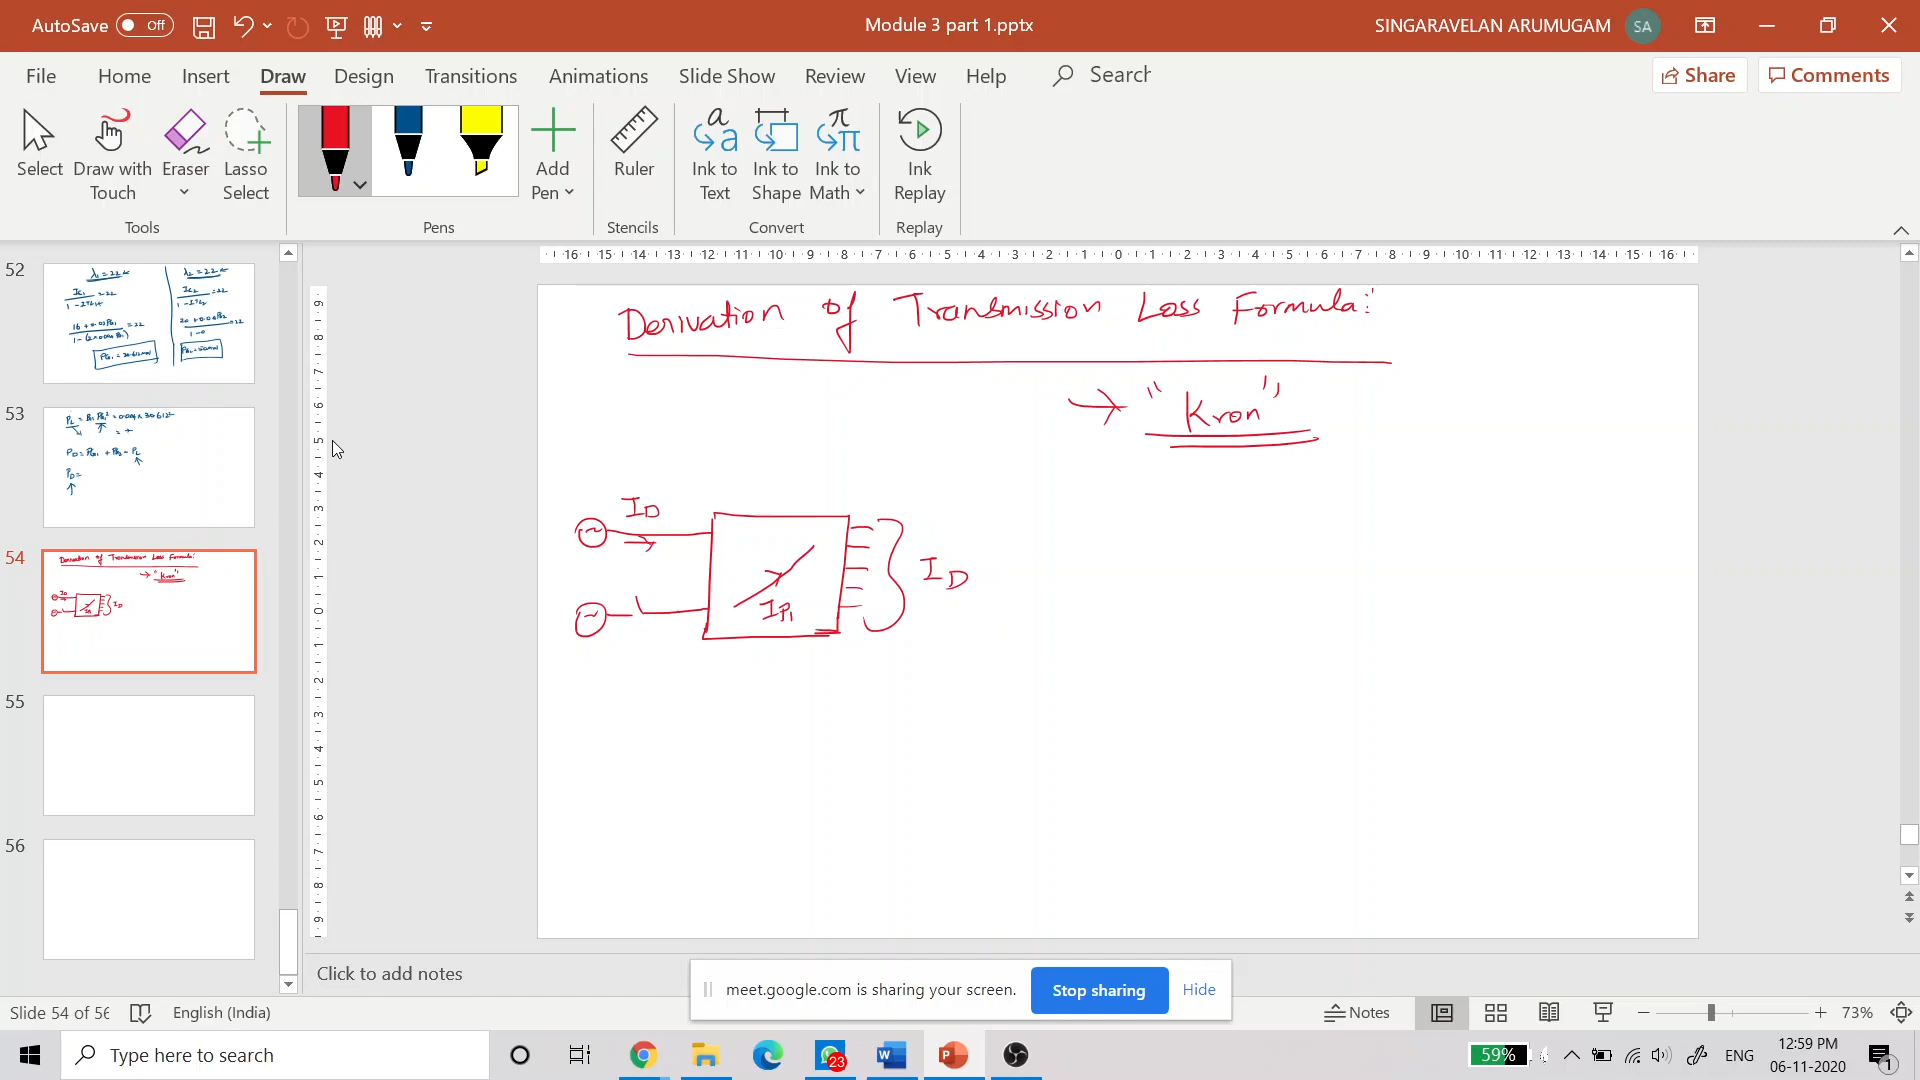 AutoSave Off
Module 3 part 1.pptx
SINGARAVELAN ARUMUGAM SA
File Home Insert Draw Design Transitions Animations Slide Show Review View Help Search
Share Comments
Select
Draw with Touch
Eraser
Lasso Select
Add Pen
Ruler
Ink to Text
Ink to Shape
Ink to Math
Ink Replay
Tools Pens Stencils Convert Replay
52
53
54
55
56
Derivation of Transmission Loss Formula:
→ "Kron"
I_D
I_P1
I_D
Click to add notes
meet.google.com is sharing your screen. Stop sharing Hide
Slide 54 of 56 English (India) Notes 73%
Type here to search
23
59% ENG 12:59 PM
06-11-2020 1